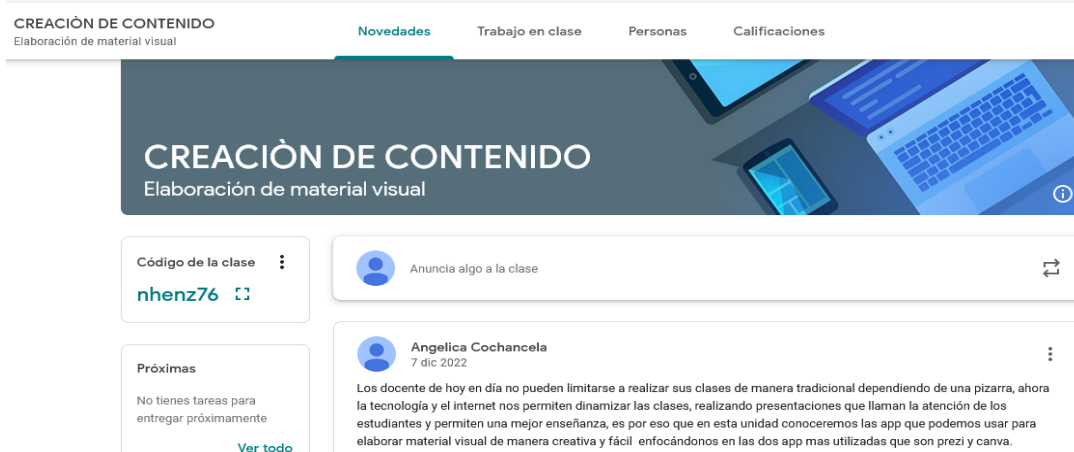 CREACIÒN DE CONTENIDO
Elaboración de material visual
Novedades
Trabajo en clase
Personas
Calificaciones
CREACIÒN DE CONTENIDO
Elaboración de material visual
Código de la clase
nhenz76
Anuncia algo a la clase
Próximas
No tienes tareas para
entregar próximamente
Ver todo
Angelica Cochancela
7 dic 2022
Los docente de hoy en día no pueden limitarse a realizar sus clases de manera tradicional dependiendo de una pizarra, ahora
la tecnología y el internet nos permiten dinamizar las clases, realizando presentaciones que llaman la atención de los
estudiantes y permiten una mejor enseñanza, es por eso que en esta unidad conoceremos las app que podemos usar para
elaborar material visual de manera creativa y fácil  enfocándonos en las dos app mas utilizadas que son prezi y canva.